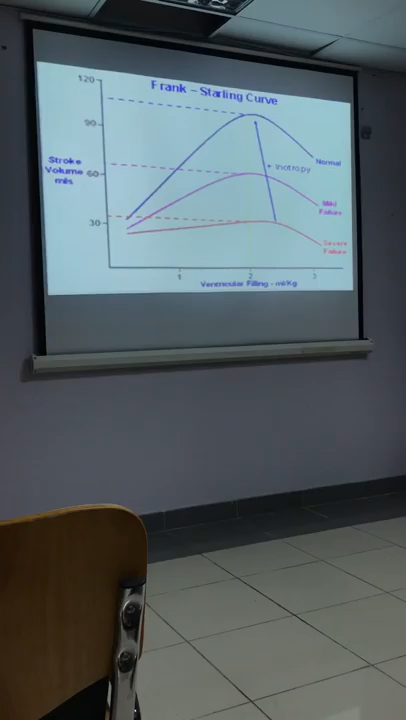 Frank – Starling Curve
120
90
Stroke
Volume
mls
60
30
+ Inotropy
Normal
Mild
Failure
Severe
Failure
1
2
3
Ventricular Filling - ml/Kg